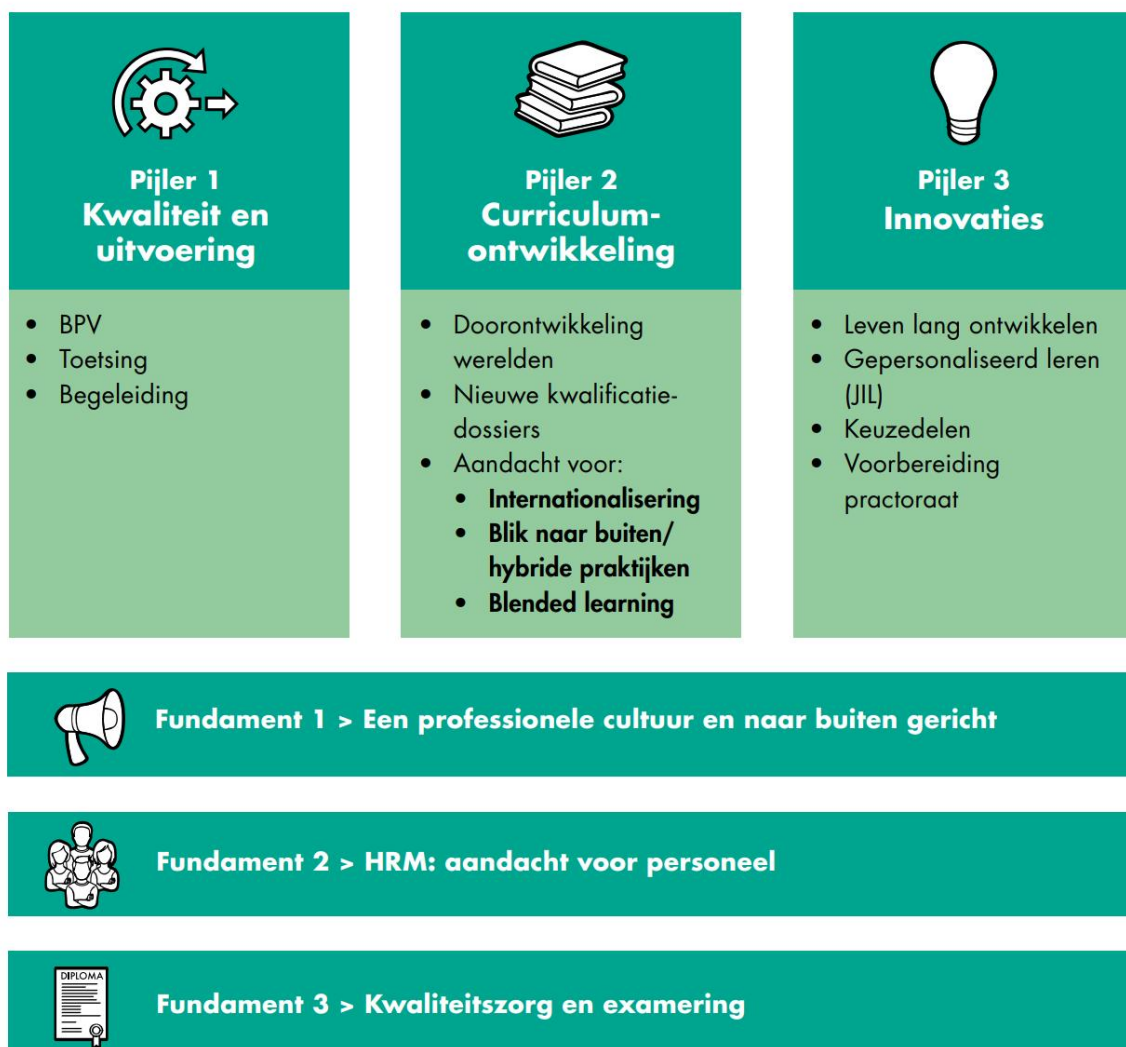 Pijler 1
Kwaliteit en
uitvoering
• BPV
• Toetsing
• Begeleiding
Pijler 2
Curriculum-
ontwikkeling
• Doorontwikkeling
werelden
• Nieuwe kwalificatie-
dossiers
• Aandacht voor:
• Internationalisering
• Blik naar buiten/
hybride praktijken
• Blended learning
Pijler 3
Innovaties
• Leven lang ontwikkelen
• Gepersonaliseerd leren
(JIL)
• Keuzedelen
• Voorbereiding
practoraat
Fundament 1 > Een professionele cultuur en naar buiten gericht
Fundament 2 > HRM: aandacht voor personeel
DIPLOMA
Fundament 3 > Kwaliteitszorg en examering